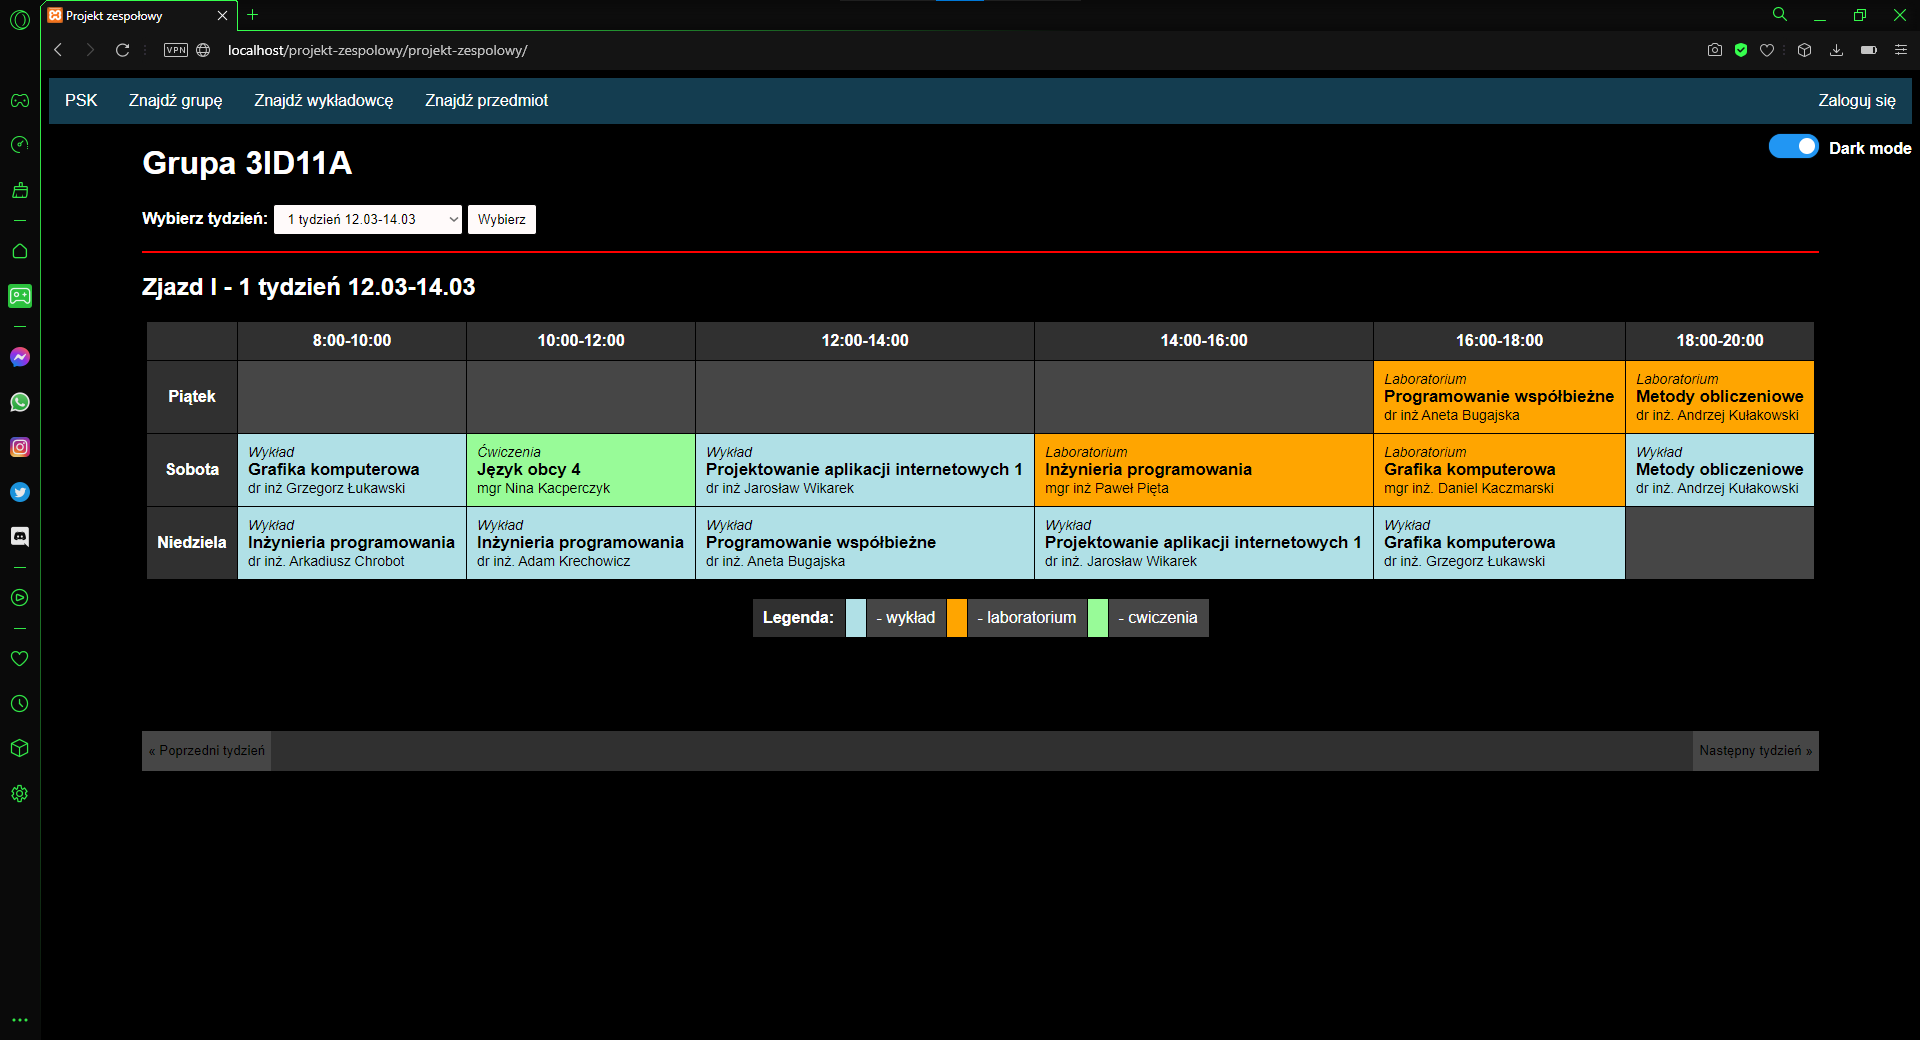 Projekt zespołowy
VPN
localhost/projekt-zespolowy/projekt-zespolowy/
PSK Znajdź grupę Znajdź wykładowcę Znajdź przedmiot Zaloguj się
Dark mode
Grupa 3ID11A
Wybierz tydzień: 1 tydzień 12.03-14.03 Wybierz
Zjazd I - 1 tydzień 12.03-14.03
8:00-10:00 10:00-12:00 12:00-14:00 14:00-16:00 16:00-18:00 18:00-20:00
Piątek
Laboratorium
Programowanie współbieżne
dr inż Aneta Bugajska
Laboratorium
Metody obliczeniowe
dr inż. Andrzej Kułakowski
Sobota
Wykład
Grafika komputerowa
dr inż Grzegorz Łukawski
Ćwiczenia
Język obcy 4
mgr Nina Kacperczyk
Wykład
Projektowanie aplikacji internetowych 1
dr inż Jarosław Wikarek
Laboratorium
Inżynieria programowania
mgr inż Paweł Pięta
Laboratorium
Grafika komputerowa
mgr inż. Daniel Kaczmarski
Wykład
Metody obliczeniowe
dr inż. Andrzej Kułakowski
Niedziela
Wykład
Inżynieria programowania
dr inż. Arkadiusz Chrobot
Wykład
Inżynieria programowania
dr inż. Adam Krechowicz
Wykład
Programowanie współbieżne
dr inż. Aneta Bugajska
Wykład
Projektowanie aplikacji internetowych 1
dr inż. Jarosław Wikarek
Wykład
Grafika komputerowa
dr inż. Grzegorz Łukawski
Legenda: - wykład - laboratorium - cwiczenia
« Poprzedni tydzień Następny tydzień »